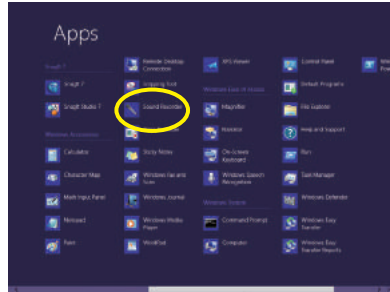 Apps
Snagit 7
Snagit 7
Snagit Studio 7
Windows Accessories
Calculator
Character Map
Math Input Panel
Notepad
Paint
Remote Desktop
Connection
Snipping Tool
Sound Recorder
Sticky Notes
Windows Fax and
Scan
Windows Journal
Windows Media
Player
WordPad
XPS Viewer
Windows Ease of Access
Magnifier
Narrator
On-Screen
Keyboard
Windows Speech
Recognition
Windows System
Command Prompt
Computer
Control Panel
Default Programs
File Explorer
Help and Support
Run
Task Manager
Windows Defender
Windows Easy
Transfer
Windows Easy
Transfer Reports